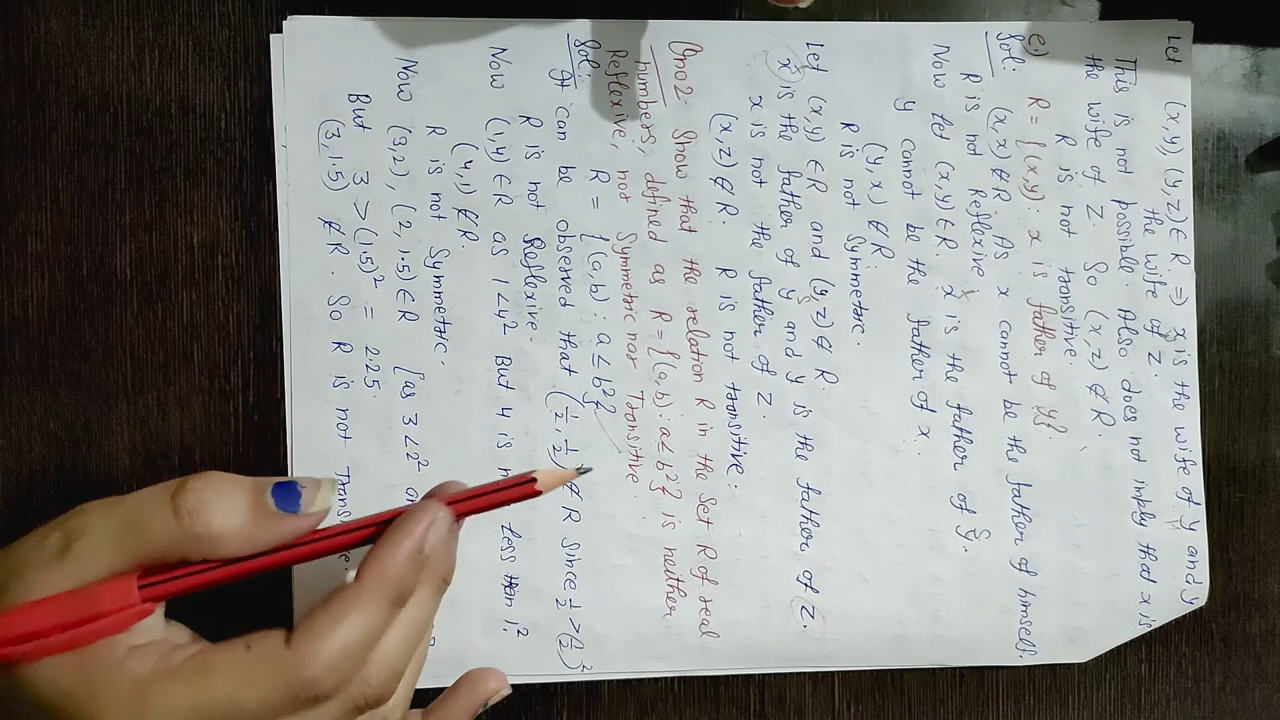 Let (x,y) (y,z) ∈ R ⇒ x is the wife of y and y
the wife of z.
This is not possible. Also does not imply that x is
the wife of z. So (x,z) ∉ R.
R is not transitive.
e) R = {(x,y): x is father of y}.
Sol: (x,x) ∉ R As x cannot be the father of himself.
R is not Reflexive
Now let (x,y) ∈ R. x is the father of y.
y cannot be the father of x.
(y,x) ∉ R
R is not Symmetric.
Let (x,y) ∈ R and (y,z) ∉ R.
x is the father of y and y is the father of z.
x is not the father of z.
(x,z) ∉ R. R is not transitive.
Qno2 Show that the relation R in the Set R of real
numbers, defined as R = {(a,b): a ≤ b²} is neither
Reflexive, not Symmetric nor Transitive.
Sol: R = {(a,b): a ≤ b²}
It can be observed that (1/2, 1/2) ∉ R since 1/2 > (1/2)²
R is not Reflexive.
Now (1,4) ∈ R as 1 < 4² But 4 is less than 1²
(4,1) ∉ R.
R is not Symmetric.
Now (3,2), (2,1.5) ∈ R [as 3 < 2²
But 3 > (1.5)² = 2.25.
(3,1.5) ∉ R. So R is not